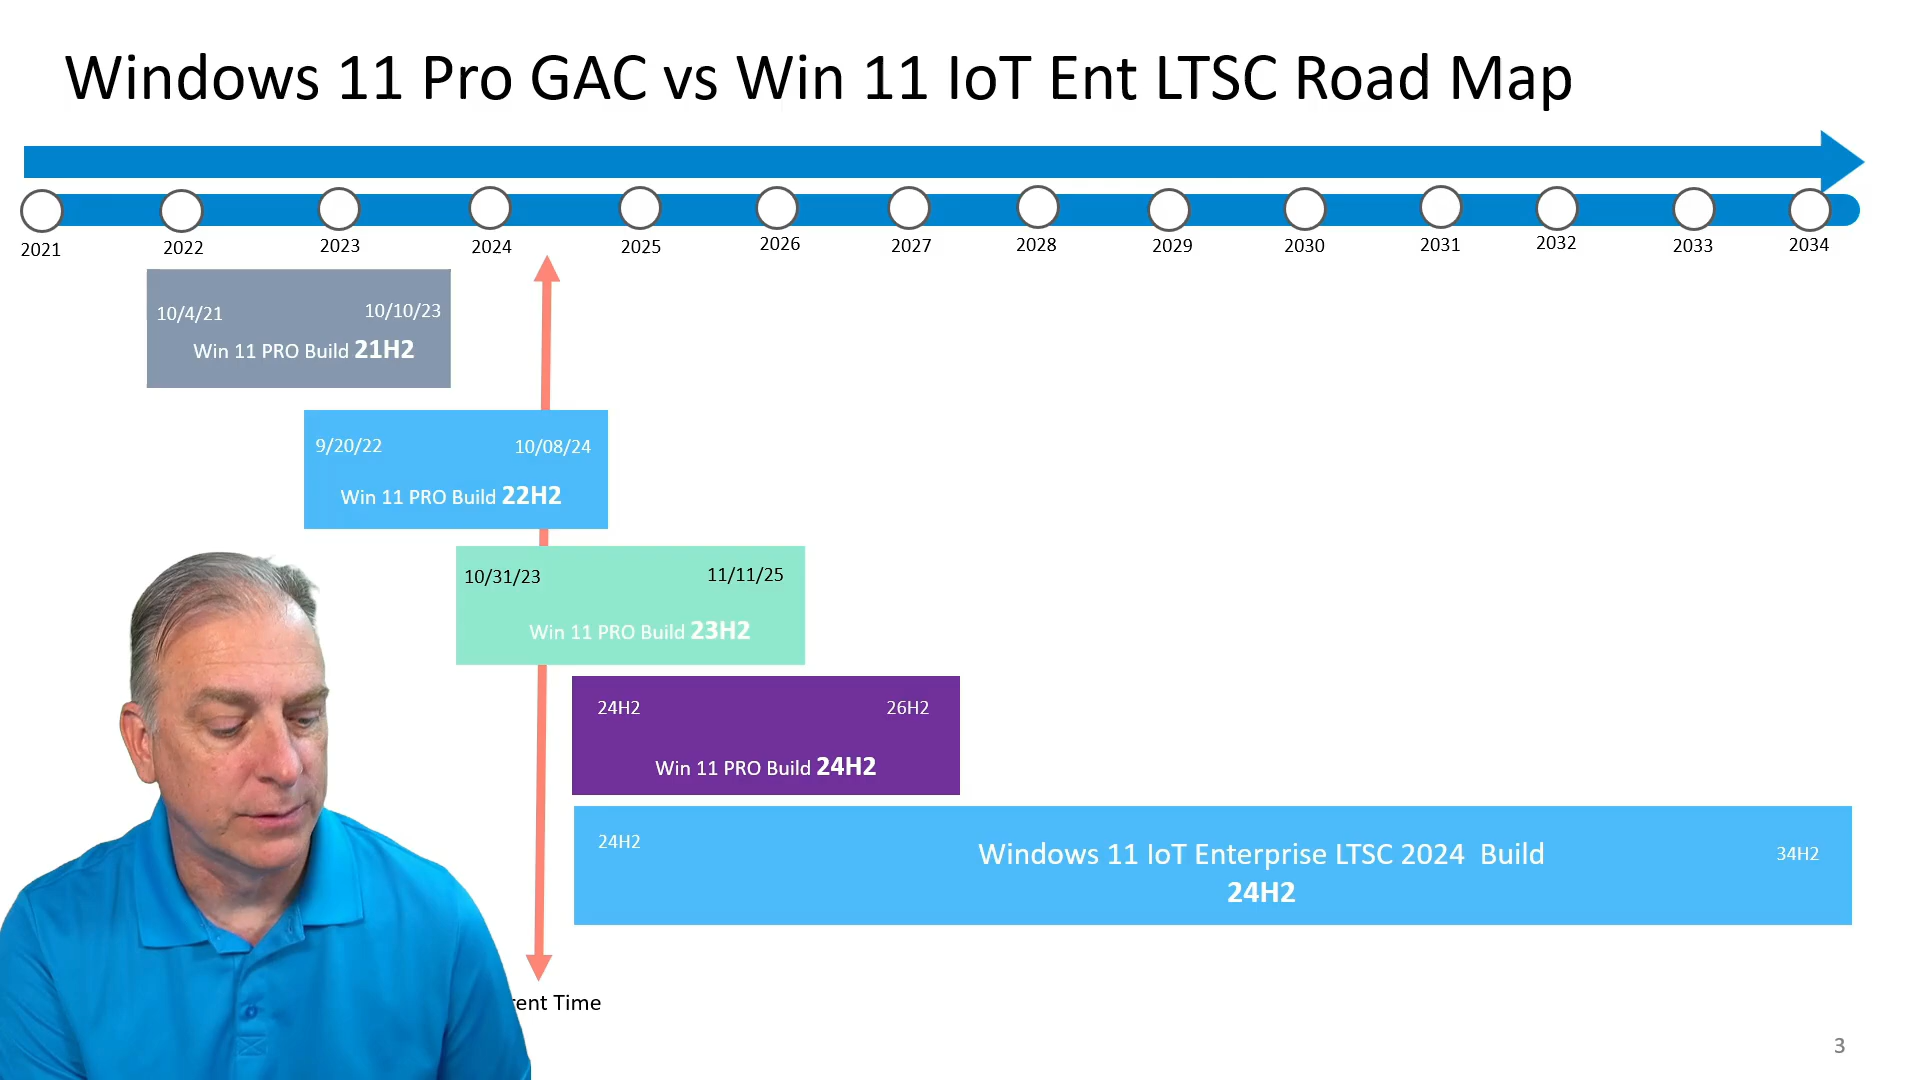 Windows 11 Pro GAC vs Win 11 IoT Ent LTSC Road Map
2021 2022 2023 2024 2025 2026 2027 2028 2029 2030 2031 2032 2033 2034
10/4/21 10/10/23
Win 11 PRO Build 21H2
9/20/22 10/08/24
Win 11 PRO Build 22H2
10/31/23 11/11/25
Win 11 PRO Build 23H2
24H2 26H2
Win 11 PRO Build 24H2
24H2 34H2
Windows 11 IoT Enterprise LTSC 2024 Build
24H2
Time
3